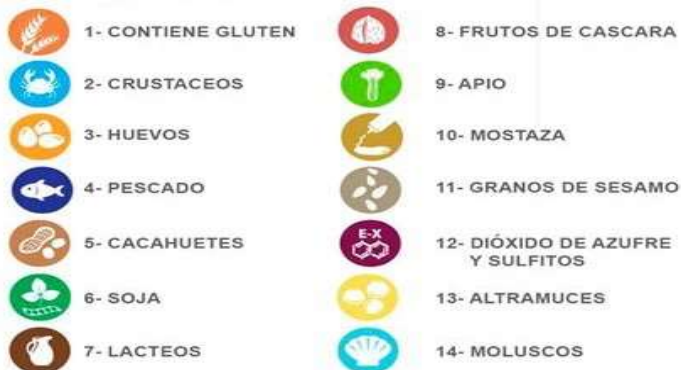 1- CONTIENE GLUTEN
2- CRUSTACEOS
3- HUEVOS
4- PESCADO
5- CACAHUETES
6- SOJA
7- LACTEOS
8- FRUTOS DE CASCARA
9- APIO
10- MOSTAZA
11- GRANOS DE SESAMO
E-X
12- DIÓXIDO DE AZUFRE
Y SULFITOS
13- ALTRAMUCES
14- MOLUSCOS